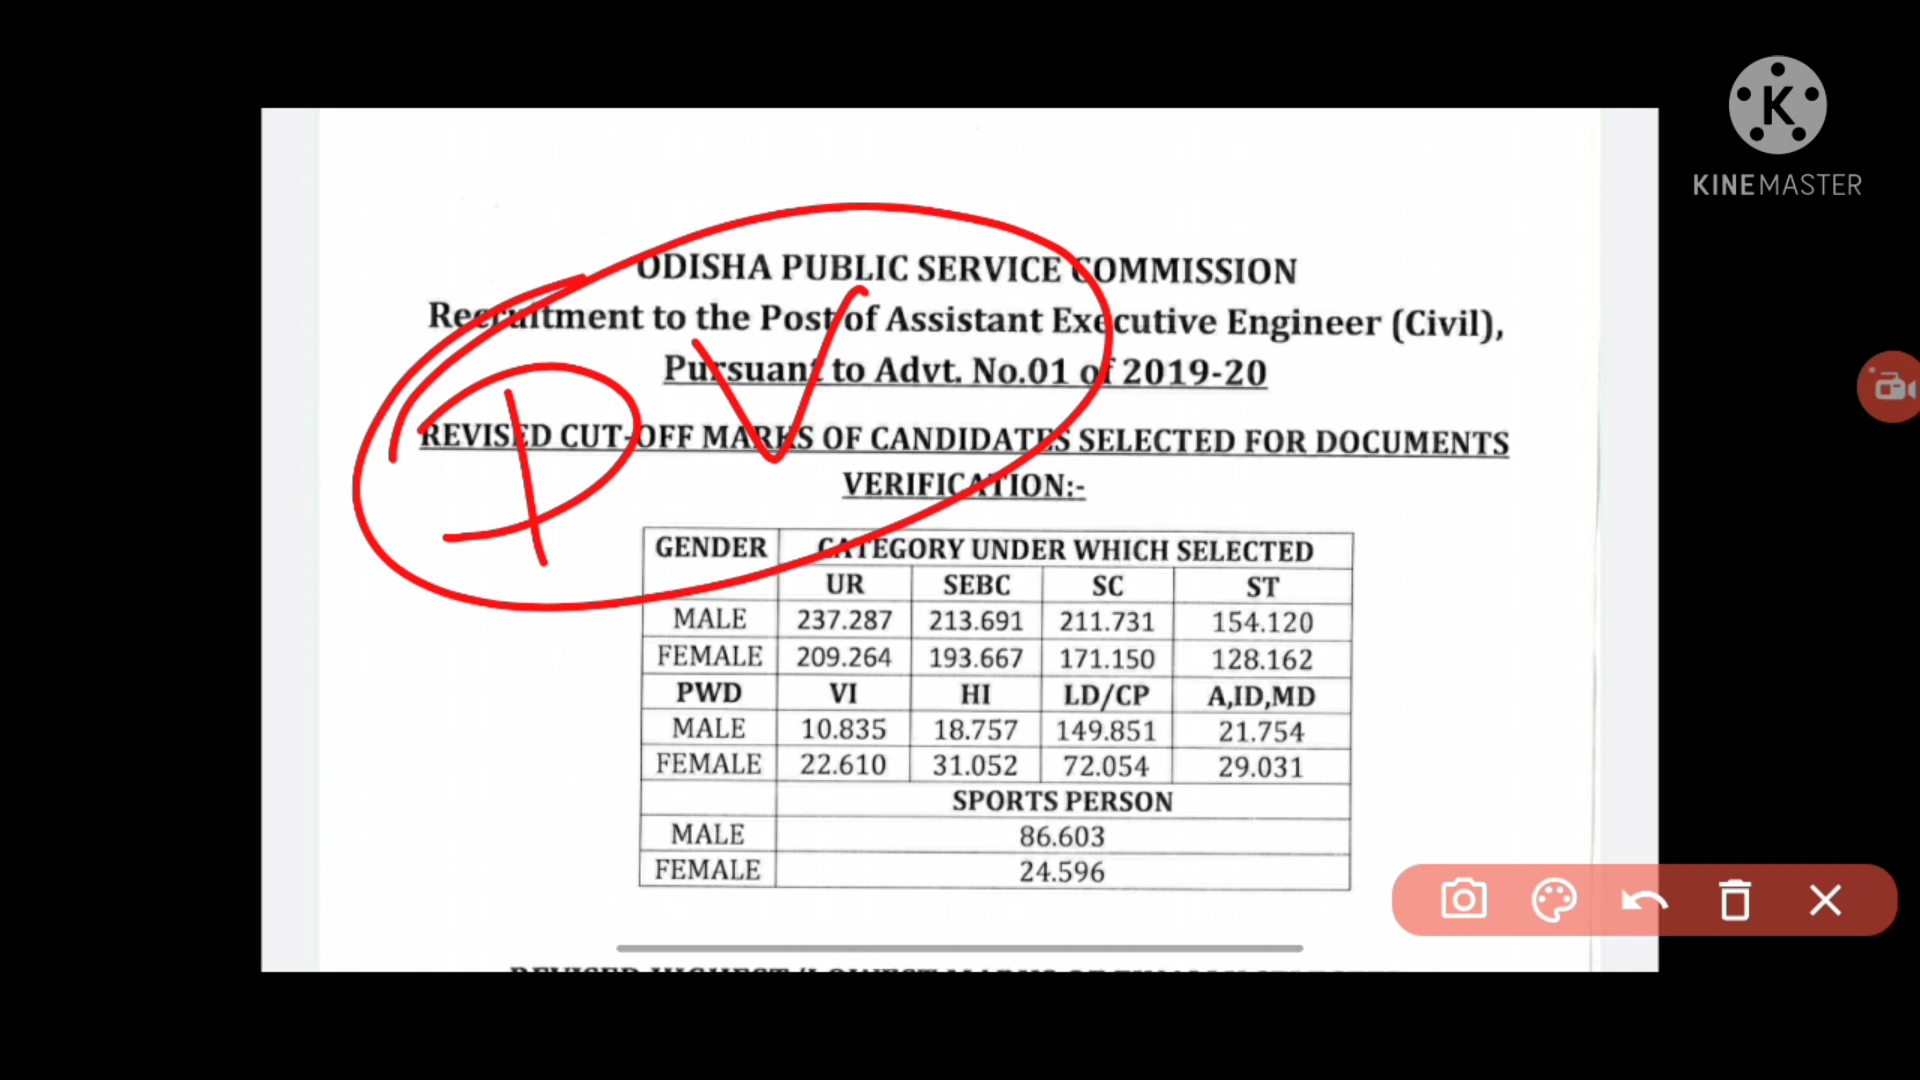 KINEMASTER
ODISHA PUBLIC SERVICE COMMISSION
Recruitment to the Post of Assistant Executive Engineer (Civil),
Pursuant to Advt. No.01 of 2019-20
REVISED CUT-OFF MARKS OF CANDIDATES SELECTED FOR DOCUMENTS
VERIFICATION:-
DV
GENDER CATEGORY UNDER WHICH SELECTED
UR SEBC SC ST
MALE 237.287 213.691 211.731 154.120
FEMALE 209.264 193.667 171.150 128.162
PWD VI HI LD/CP A,ID,MD
MALE 10.835 18.757 149.851 21.754
FEMALE 22.610 31.052 72.054 29.031
SPORTS PERSON
MALE 86.603
FEMALE 24.596